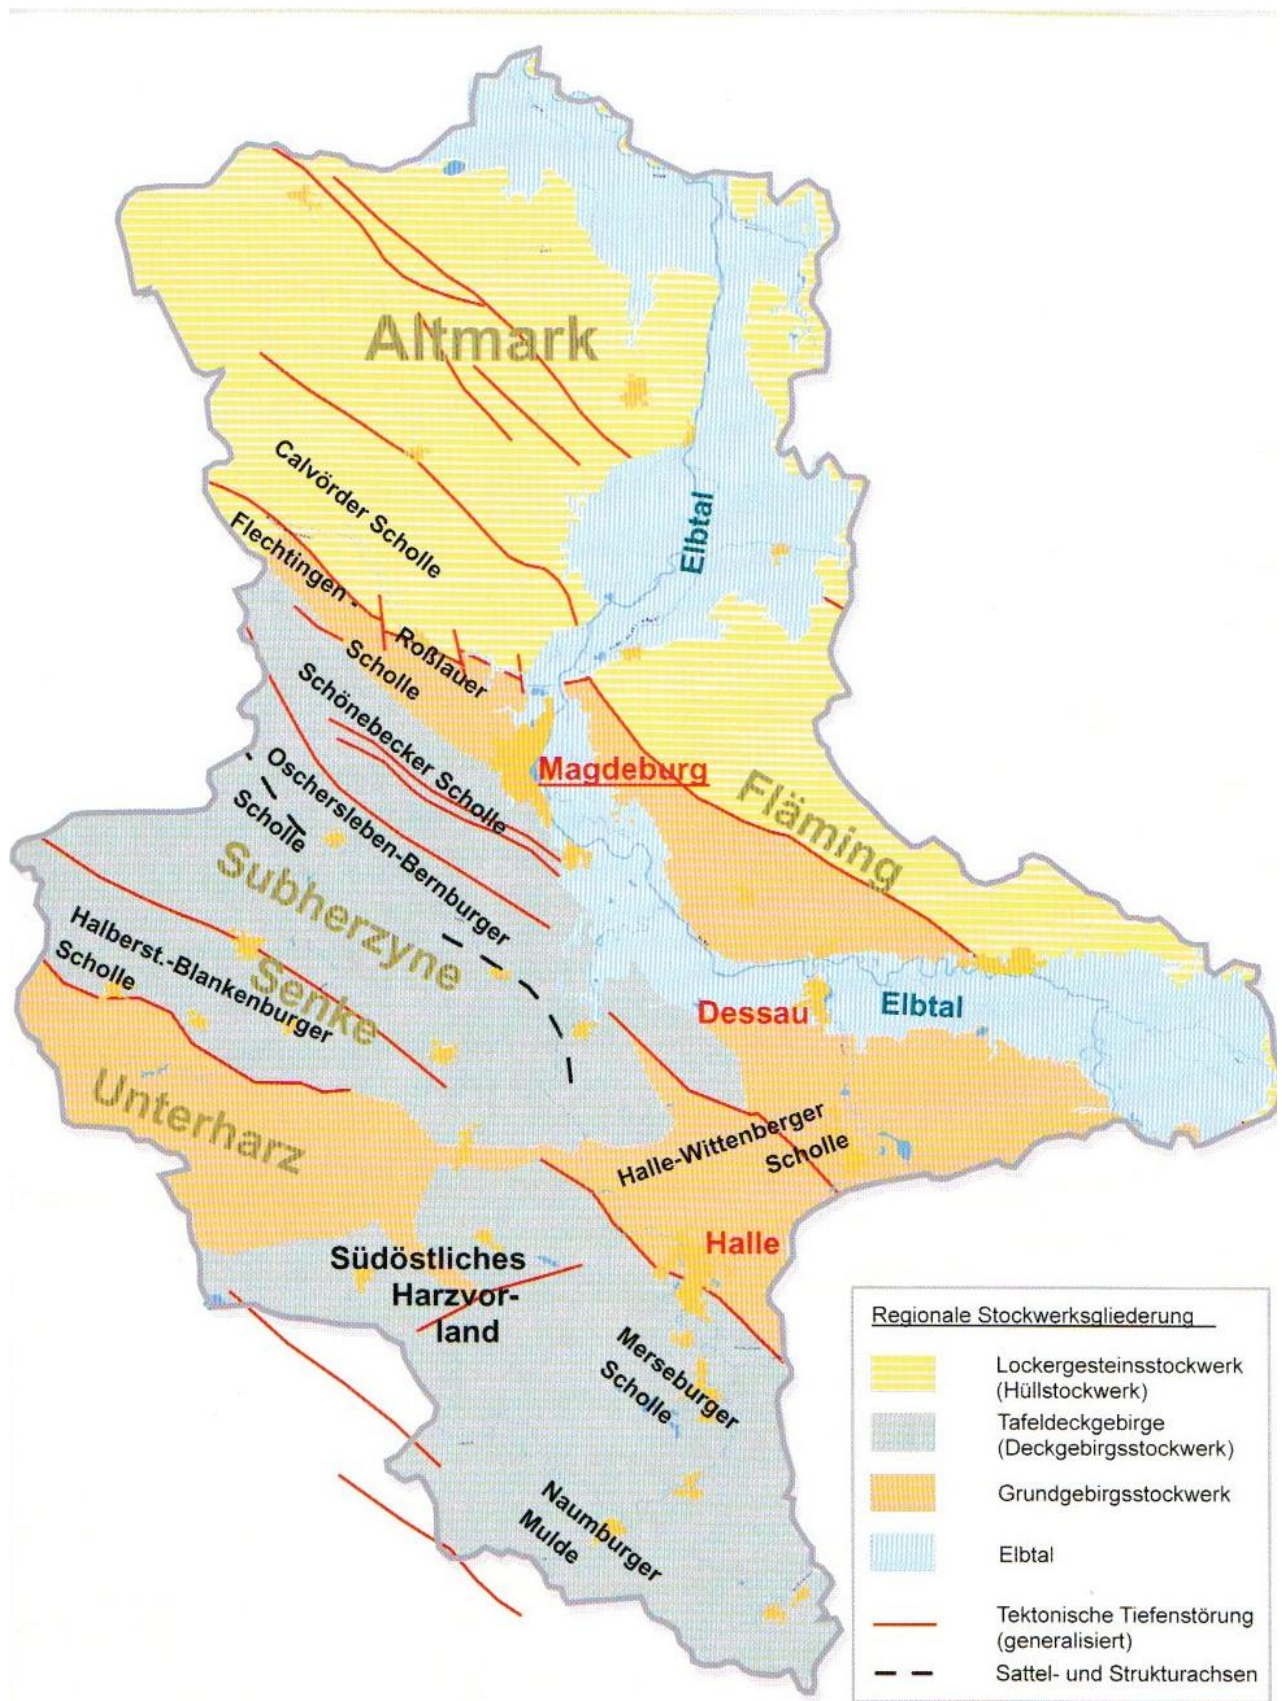 Altmark
Calvörder Scholle
Elbtal
Flechtingen -
Roßlauer
Scholle
Schönebecker Scholle
Magdeburg
Oschersleben-Bernburger
Scholle
Fläming
Subherzyne
Senke
Halberst.-Blankenburger
Scholle
Dessau
Elbtal
Unterharz
Halle-Wittenberger
Scholle
Halle
Südöstliches
Harzvor-
land
Merseburger
Scholle
Naumburger
Mulde
Regionale Stockwerksgliederung
Lockergesteinsstockwerk
(Hüllstockwerk)
Tafeldeckgebirge
(Deckgebirgsstockwerk)
Grundgebirgsstockwerk
Elbtal
Tektonische Tiefenstörung
(generalisiert)
Sattel- und Strukturachsen